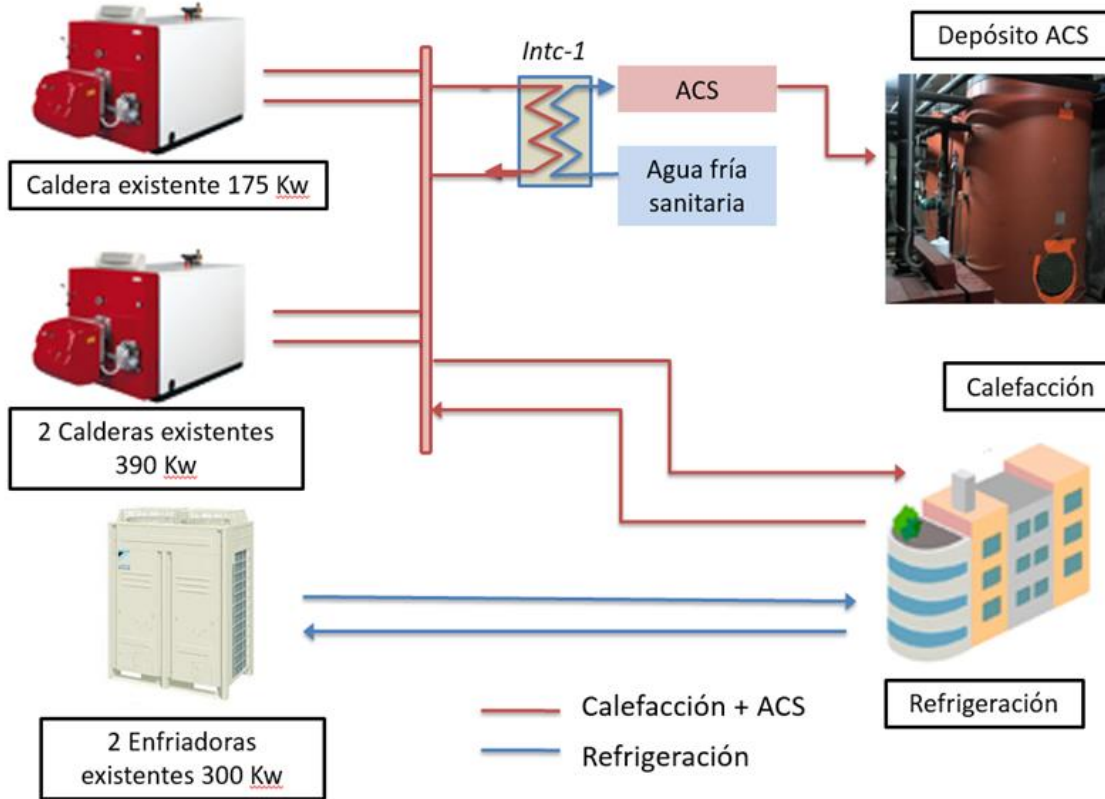 Intc-1
Depósito ACS
ACS
Caldera existente 175 Kw
Agua fría
sanitaria
Calefacción
2 Calderas existentes
390 Kw
Refrigeración
Calefacción + ACS
Refrigeración
2 Enfriadoras
existentes 300 Kw